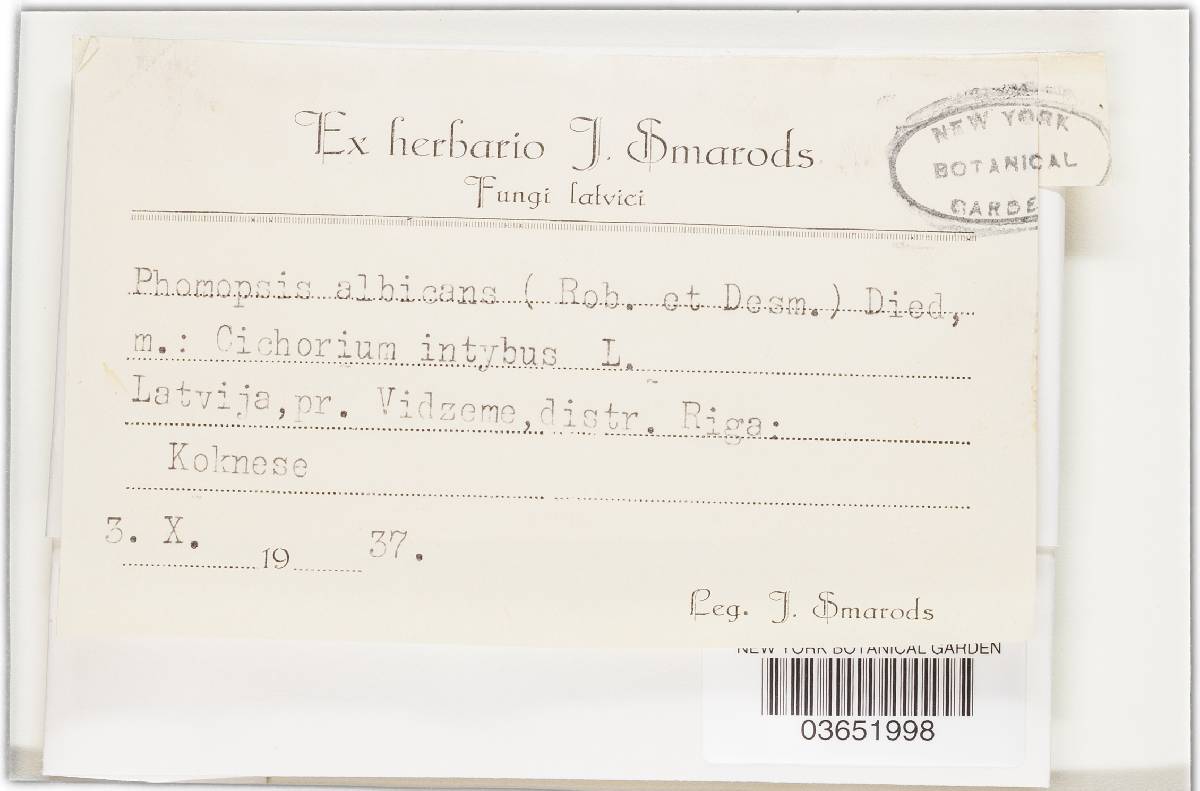 Ex herbario J. Smarods
Fungi latvici
NEW YORK
BOTANICAL
GARDE
Phomopsis albicans ( Rob. et Desm.) Died,
m.: Cichorium intybus L.
Latvija,pr. Vidzeme,distr. Riga:
Koknese
3. X. 19 37.
Leg. J. Smarods
NEW YORK BOTANICAL GARDEN
03651998